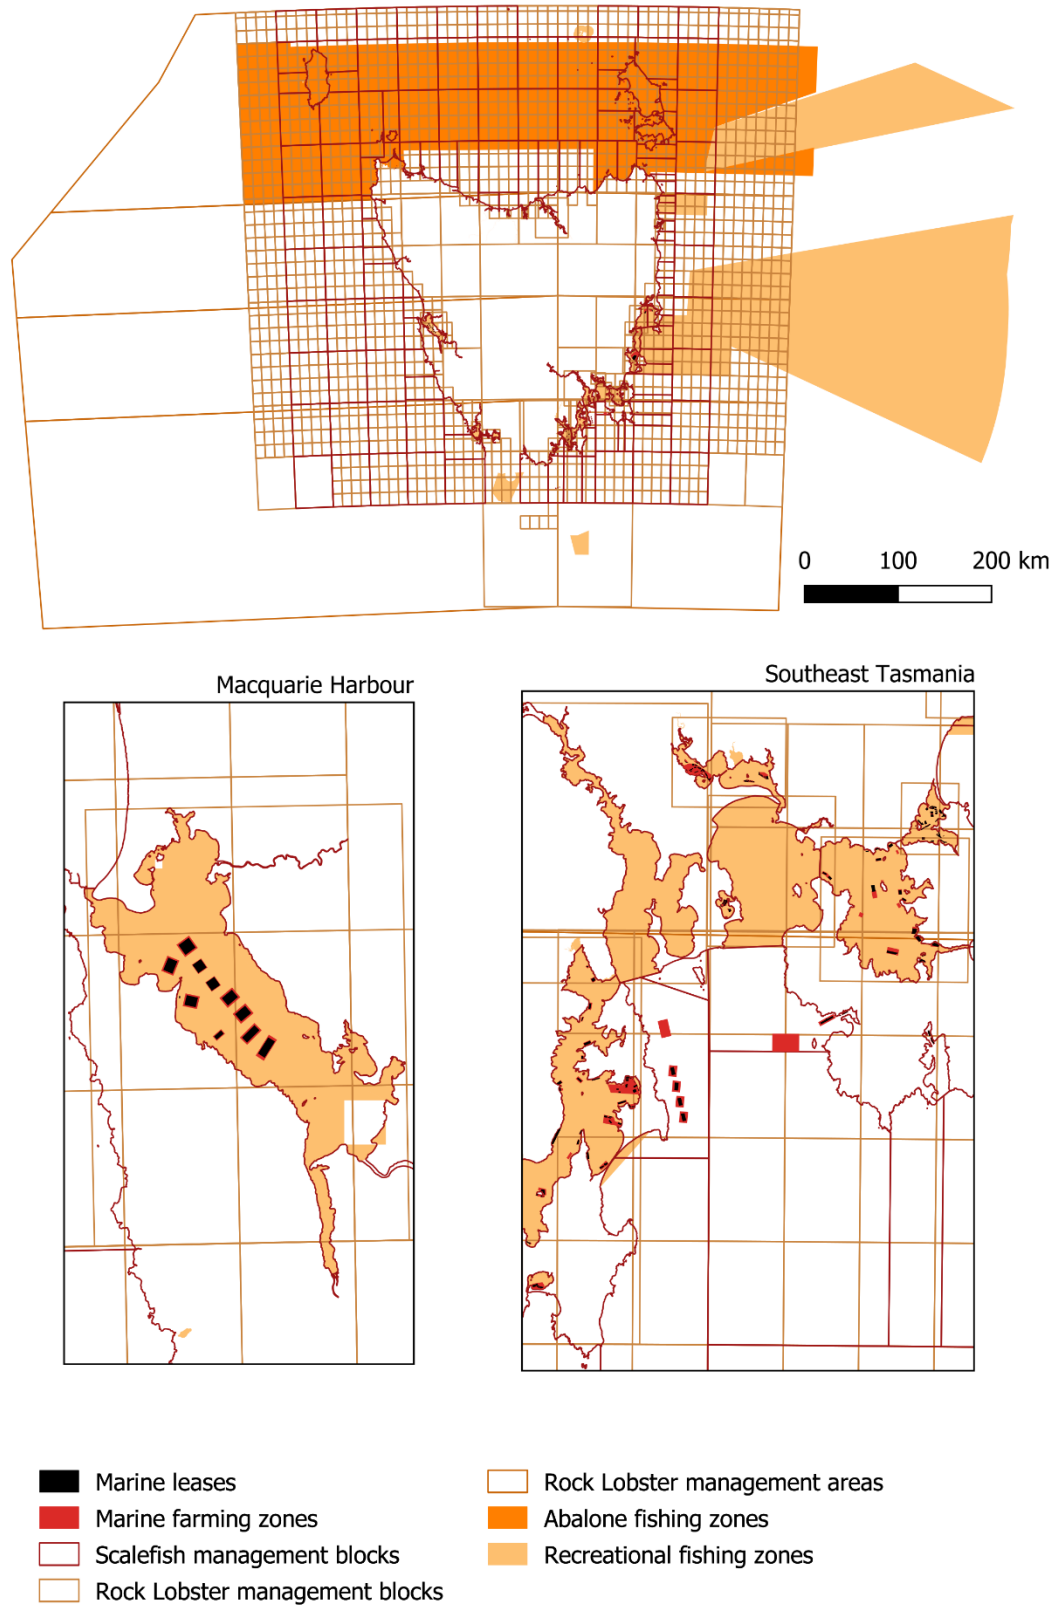 0 100 200 km
Macquarie Harbour
Southeast Tasmania
Marine leases
Marine farming zones
Scalefish management blocks
Rock Lobster management blocks
Rock Lobster management areas
Abalone fishing zones
Recreational fishing zones